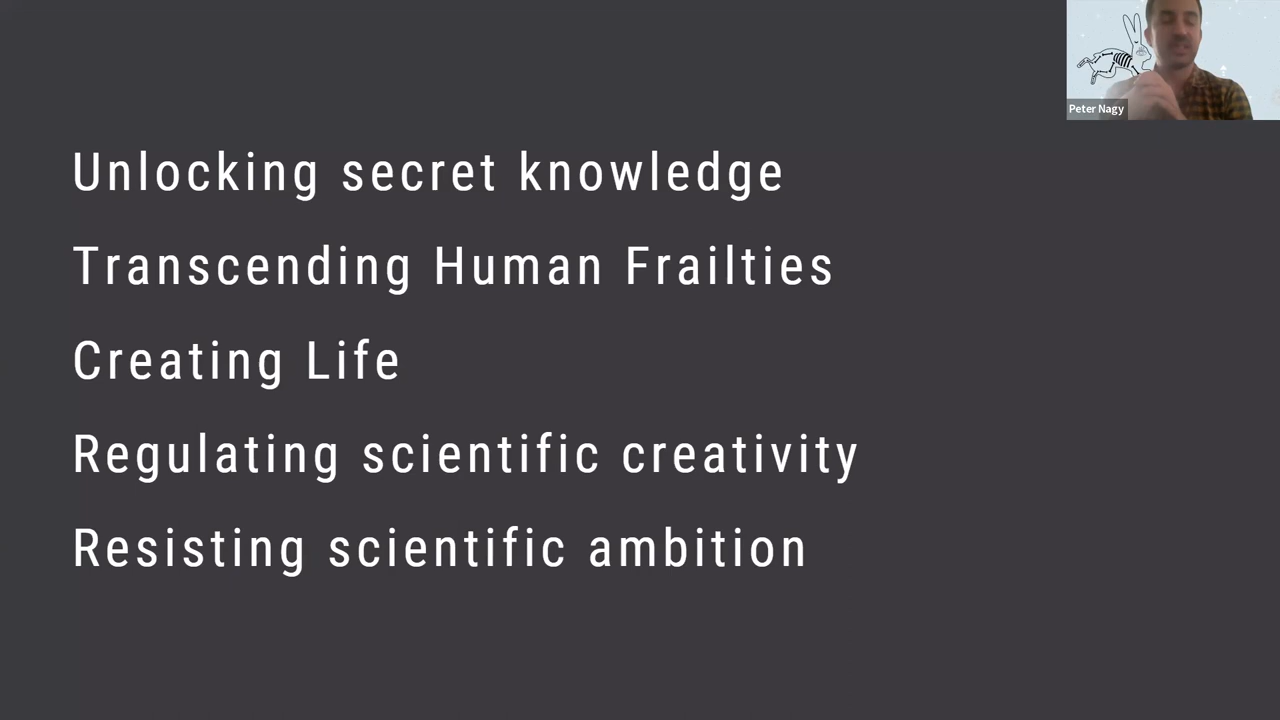 Peter Nagy
Unlocking secret knowledge
Transcending Human Frailties
Creating Life
Regulating scientific creativity
Resisting scientific ambition